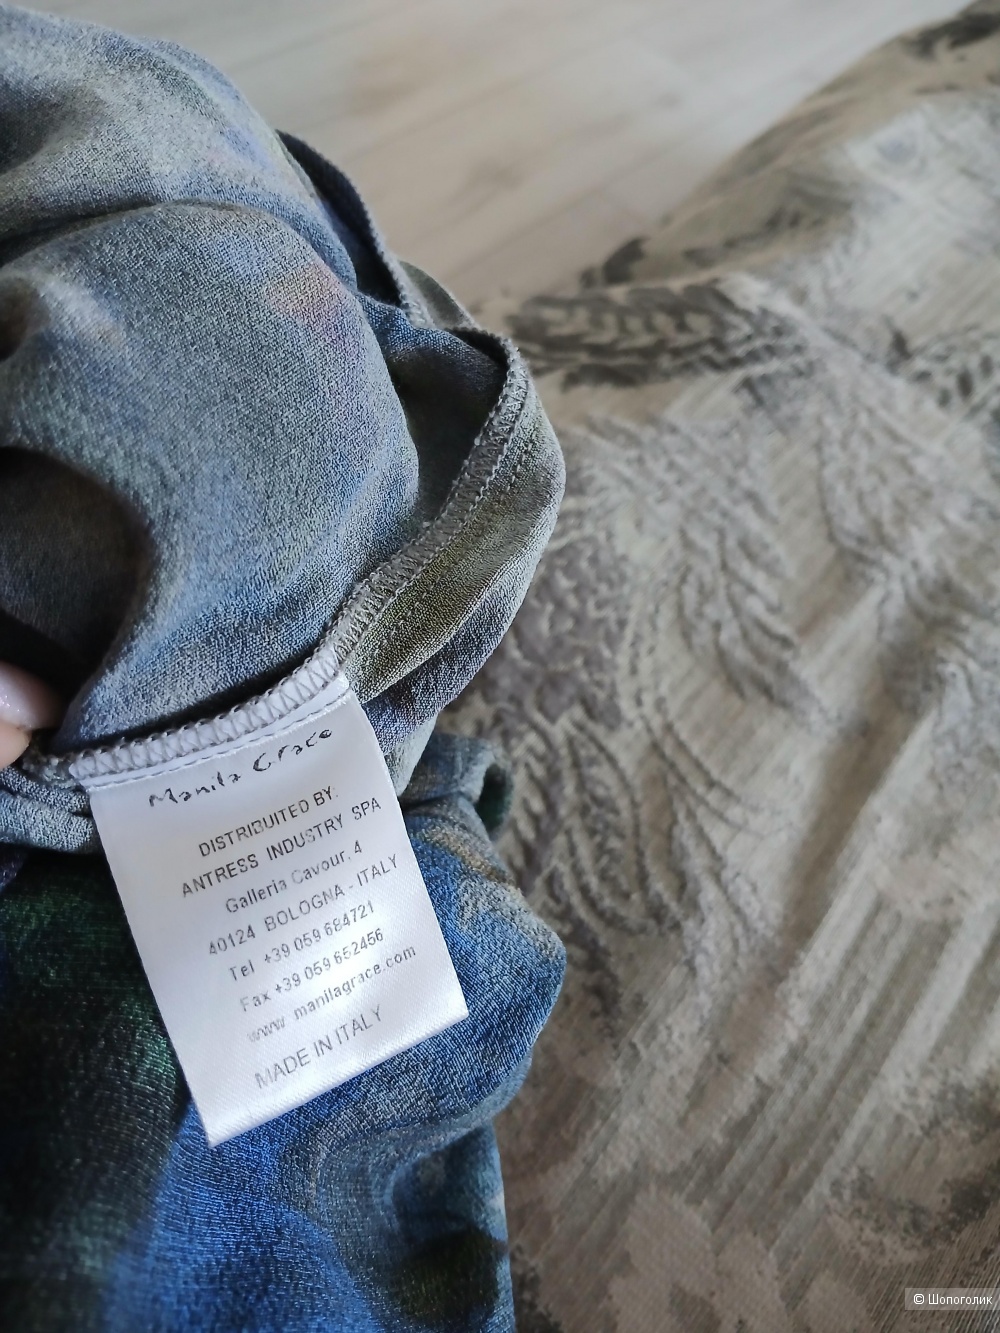 Manila Grace
DISTRIBUITED BY:
ANTRESS INDUSTRY SPA
Galleria Cavour, 4
40124 BOLOGNA - ITALY
Tel +39 059 684721
Fax +39 059 652456
www manilagrace.com
MADE IN ITALY
© Шопоголик